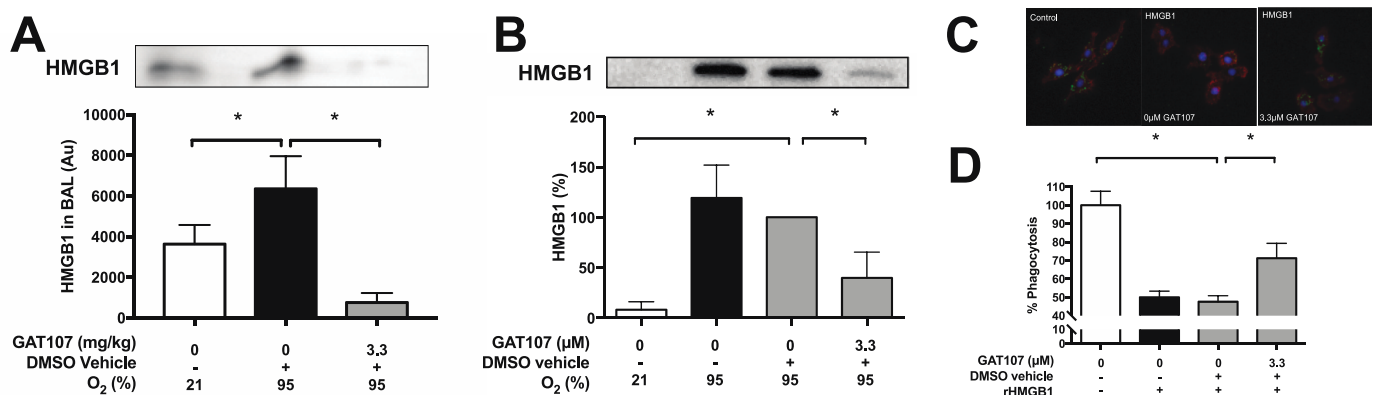 A
HMGB1
HMGB1 in BAL (Au)
10000
8000
6000
4000
2000
0
*
*
GAT107 (mg/kg) 0 0 3.3
DMSO Vehicle - + +
O2 (%) 21 95 95
B
HMGB1
HMGB1 (%)
200
150
100
50
0
*
*
GAT107 (μM) 0 0 0 3.3
DMSO vehicle - - + +
O2 (%) 21 95 95 95
C
Control
HMGB1
HMGB1
0μM GAT107
3,3μM GAT107
D
% Phagocytosis
110
100
90
80
70
60
50
40
10
0
*
*
GAT107 (μM) 0 0 0 3.3
DMSO vehicle - - + +
rHMGB1 - + + +